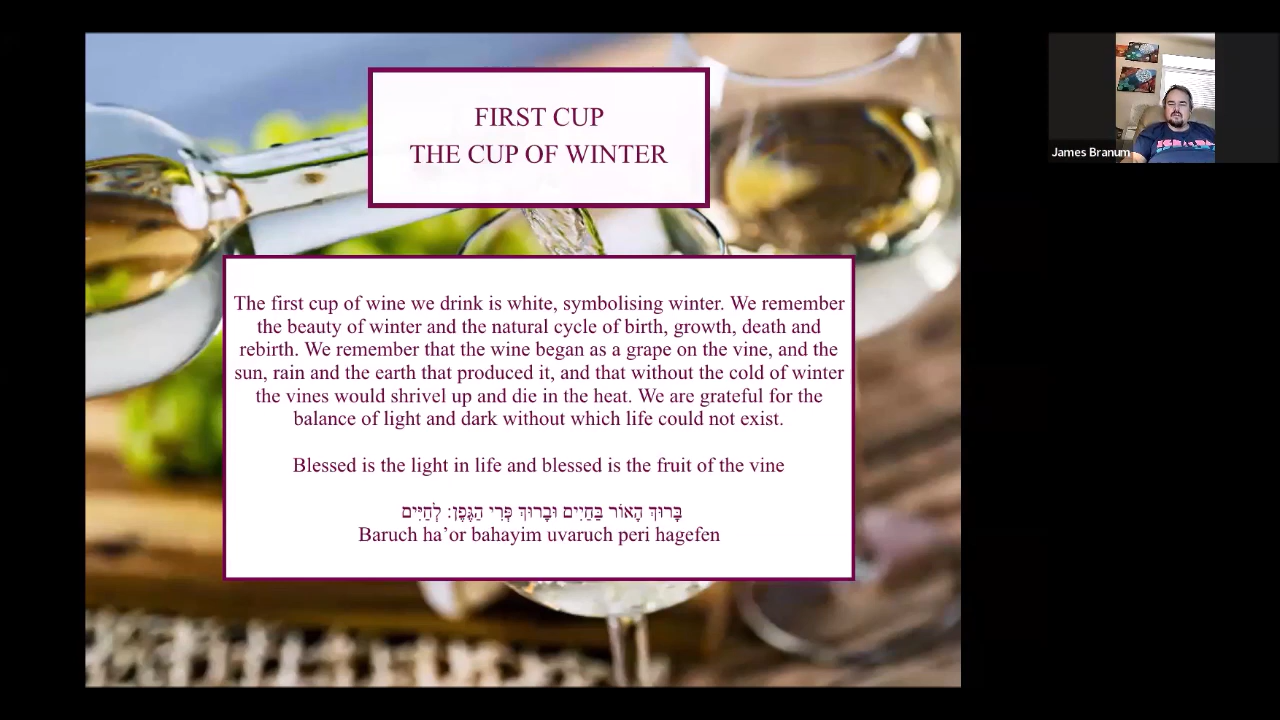 FIRST CUP
THE CUP OF WINTER
The first cup of wine we drink is white, symbolising winter. We remember
the beauty of winter and the natural cycle of birth, growth, death and
rebirth. We remember that the wine began as a grape on the vine, and the
sun, rain and the earth that produced it, and that without the cold of winter
the vines would shrivel up and die in the heat. We are grateful for the
balance of light and dark without which life could not exist.
Blessed is the light in life and blessed is the fruit of the vine
בָּרוּךְ הָאוֹר בַּחַיִים וּבָרוּךְ פְּרִי הַגֶּפֶן: לְחַיִּים
Baruch ha’or bahayim uvaruch peri hagefen
James Branum